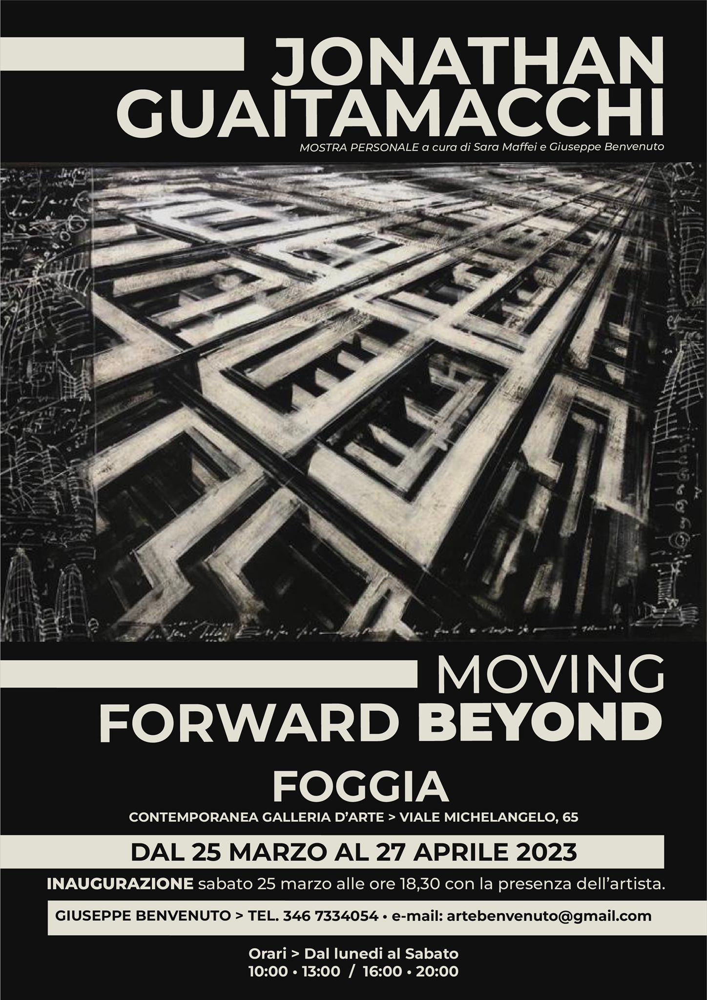 JONATHAN
GUAITAMACCHI
MOSTRA PERSONALE a cura di Sara Maffei e Giuseppe Benvenuto
MOVING
FORWARD BEYOND
FOGGIA
CONTEMPORANEA GALLERIA D'ARTE > VIALE MICHELANGELO, 65
DAL 25 MARZO AL 27 APRILE 2023
INAUGURAZIONE sabato 25 marzo alle ore 18,30 con la presenza dell'artista.
GIUSEPPE BENVENUTO > TEL. 346 7334054 • e-mail: artebenvenuto@gmail.com
Orari > Dal lunedi al Sabato
10:00 • 13:00 / 16:00 • 20:00